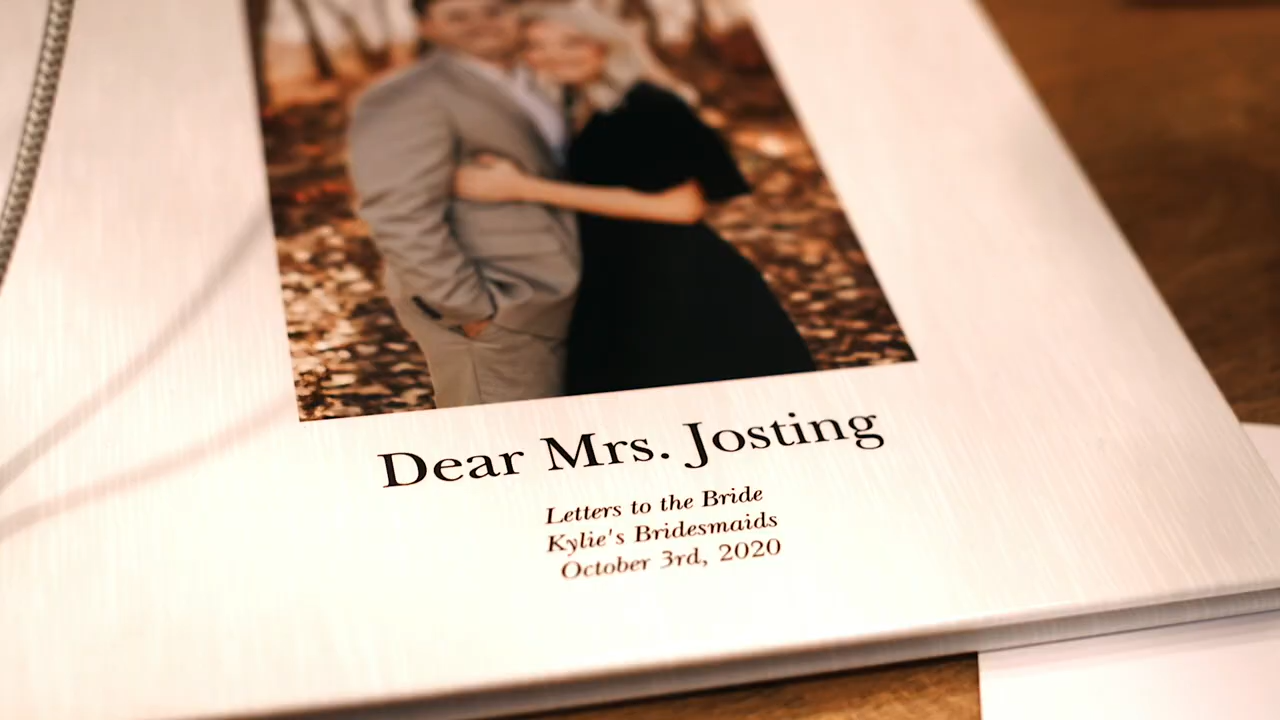 Dear Mrs. Josting
Letters to the Bride
Kylie's Bridesmaids
October 3rd, 2020